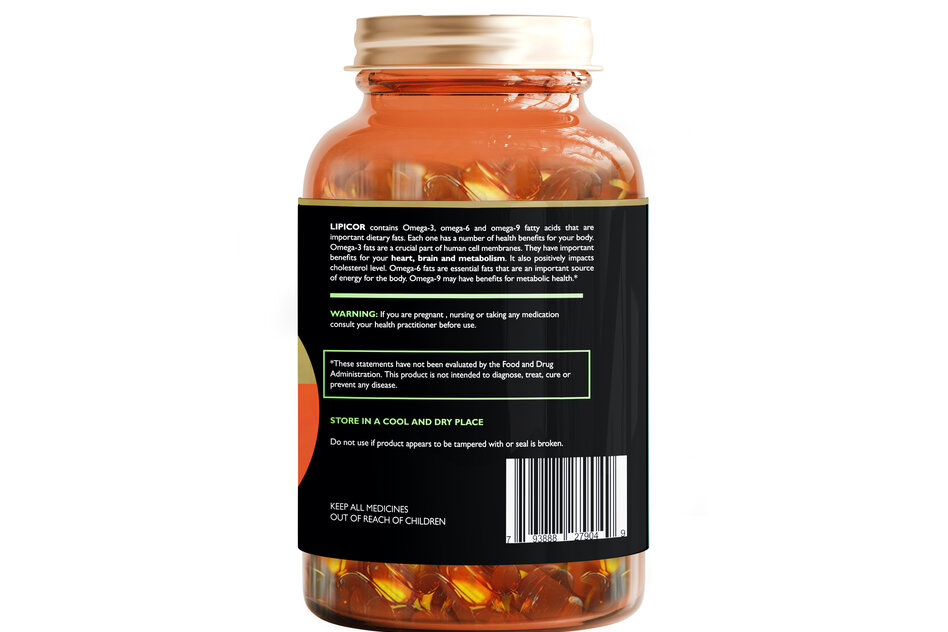 LIPICOR contains Omega-3, omega-6 and omega-9 fatty acids that are
important dietary fats. Each one has a number of health benefits for your body.
Omega-3 fats are a crucial part of human cell membranes. They have important
benefits for your heart, brain and metabolism. It also positively impacts
cholesterol level. Omega-6 fats are essential fats that are an important source
of energy for the body. Omega-9 may have benefits for metabolic health.*
WARNING: If you are pregnant , nursing or taking any medication
consult your health practitioner before use.
*These statements have not been evaluated by the Food and Drug
Administration. This product is not intended to diagnose, treat, cure or
prevent any disease.
STORE IN A COOL AND DRY PLACE
Do not use if product appears to be tampered with or seal is broken.
KEEP ALL MEDICINES
OUT OF REACH OF CHILDREN
7 93888 27904 9